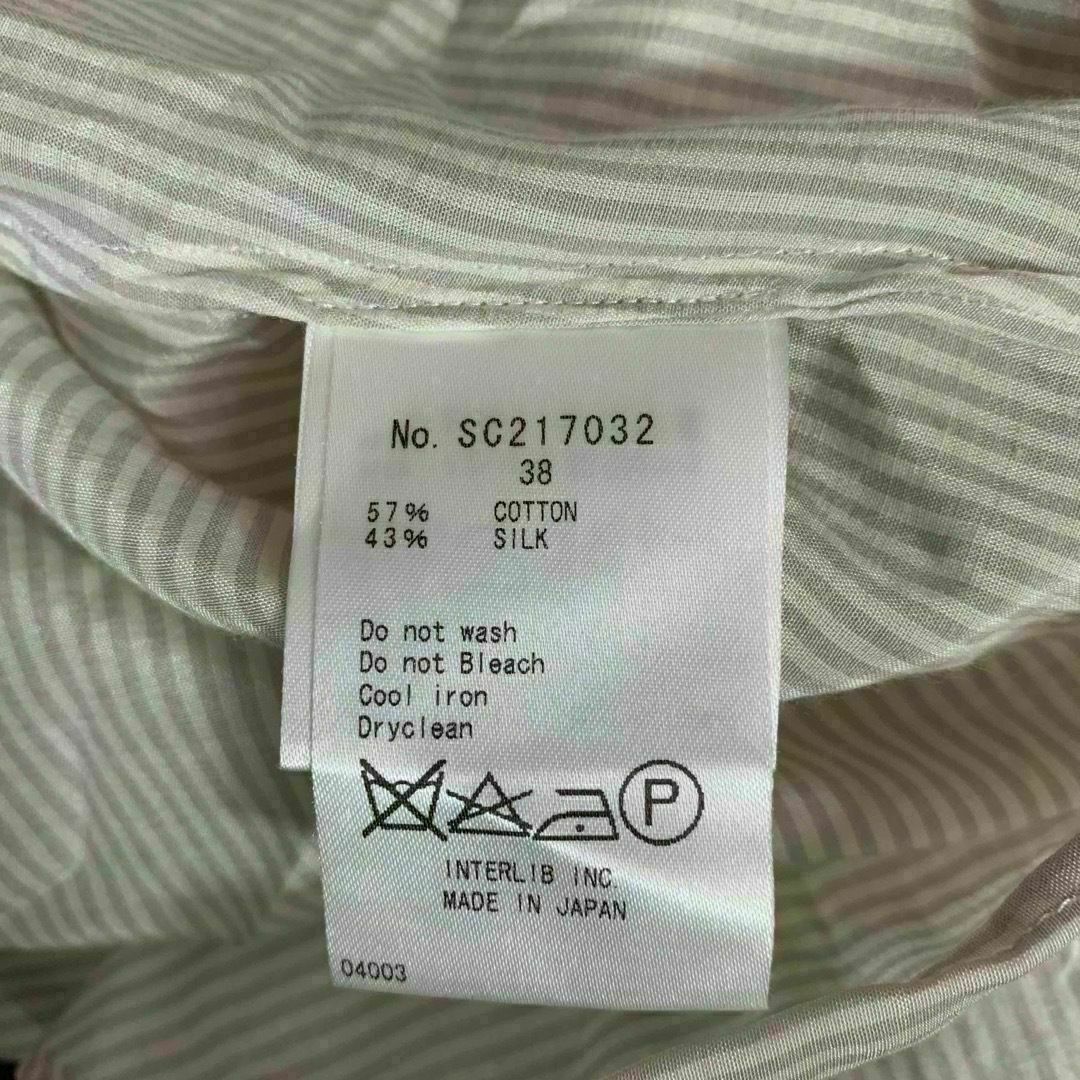 No. SC217032
38
57% COTTON
43% SILK
Do not wash
Do not Bleach
Cool iron
Dryclean
P
INTERLIB INC.
MADE IN JAPAN
04003